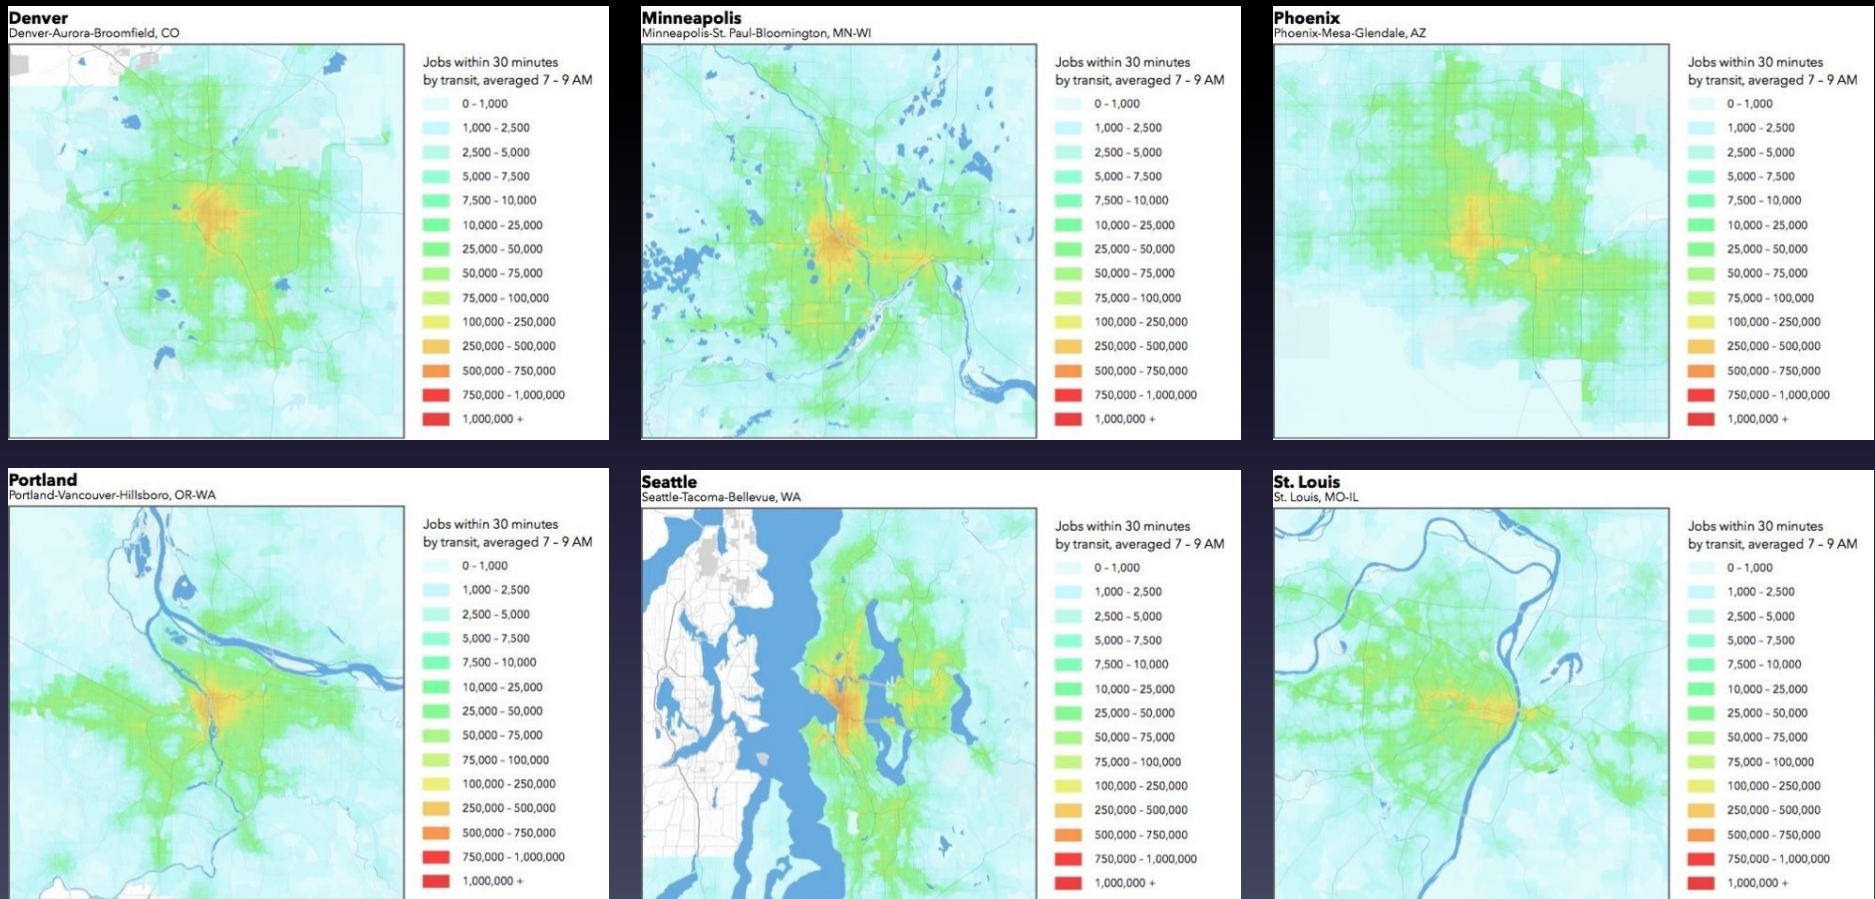 Denver
Denver-Aurora-Broomfield, CO
Jobs within 30 minutes
by transit, averaged 7 – 9 AM
0 - 1,000
1,000 - 2,500
2,500 - 5,000
5,000 - 7,500
7,500 - 10,000
10,000 - 25,000
25,000 - 50,000
50,000 - 75,000
75,000 - 100,000
100,000 - 250,000
250,000 - 500,000
500,000 - 750,000
750,000 - 1,000,000
1,000,000 +
Minneapolis
Minneapolis-St. Paul-Bloomington, MN-WI
Jobs within 30 minutes
by transit, averaged 7 – 9 AM
0 - 1,000
1,000 - 2,500
2,500 - 5,000
5,000 - 7,500
7,500 - 10,000
10,000 - 25,000
25,000 - 50,000
50,000 - 75,000
75,000 - 100,000
100,000 - 250,000
250,000 - 500,000
500,000 - 750,000
750,000 - 1,000,000
1,000,000 +
Phoenix
Phoenix-Mesa-Glendale, AZ
Jobs within 30 minutes
by transit, averaged 7 – 9 AM
0 - 1,000
1,000 - 2,500
2,500 - 5,000
5,000 - 7,500
7,500 - 10,000
10,000 - 25,000
25,000 - 50,000
50,000 - 75,000
75,000 - 100,000
100,000 - 250,000
250,000 - 500,000
500,000 - 750,000
750,000 - 1,000,000
1,000,000 +
Portland
Portland-Vancouver-Hillsboro, OR-WA
Jobs within 30 minutes
by transit, averaged 7 – 9 AM
0 - 1,000
1,000 - 2,500
2,500 - 5,000
5,000 - 7,500
7,500 - 10,000
10,000 - 25,000
25,000 - 50,000
50,000 - 75,000
75,000 - 100,000
100,000 - 250,000
250,000 - 500,000
500,000 - 750,000
750,000 - 1,000,000
1,000,000 +
Seattle
Seattle-Tacoma-Bellevue, WA
Jobs within 30 minutes
by transit, averaged 7 – 9 AM
0 - 1,000
1,000 - 2,500
2,500 - 5,000
5,000 - 7,500
7,500 - 10,000
10,000 - 25,000
25,000 - 50,000
50,000 - 75,000
75,000 - 100,000
100,000 - 250,000
250,000 - 500,000
500,000 - 750,000
750,000 - 1,000,000
1,000,000 +
St. Louis
St. Louis, MO-IL
Jobs within 30 minutes
by transit, averaged 7 – 9 AM
0 - 1,000
1,000 - 2,500
2,500 - 5,000
5,000 - 7,500
7,500 - 10,000
10,000 - 25,000
25,000 - 50,000
50,000 - 75,000
75,000 - 100,000
100,000 - 250,000
250,000 - 500,000
500,000 - 750,000
750,000 - 1,000,000
1,000,000 +